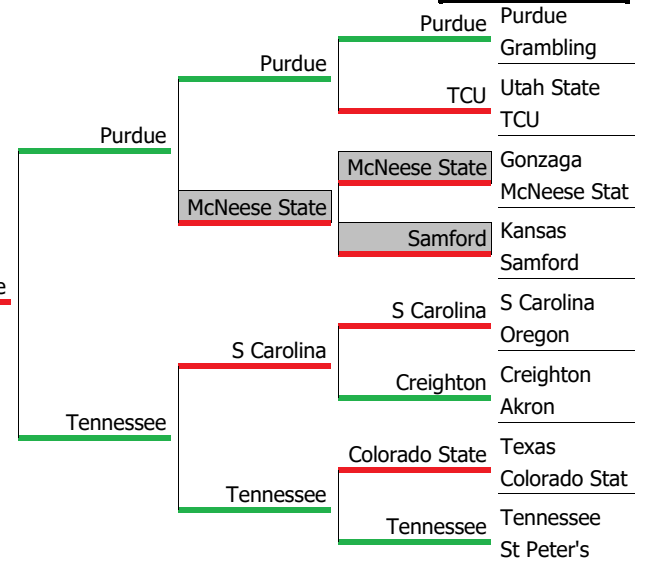 Purdue
Purdue
Grambling
Purdue
TCU
Utah State
TCU
Purdue
McNeese State
Gonzaga
McNeese Stat
McNeese State
Samford
Kansas
Samford
S Carolina
S Carolina
Oregon
S Carolina
Creighton
Creighton
Akron
Tennessee
Colorado State
Texas
Colorado Stat
Tennessee
Tennessee
Tennessee
St Peter's